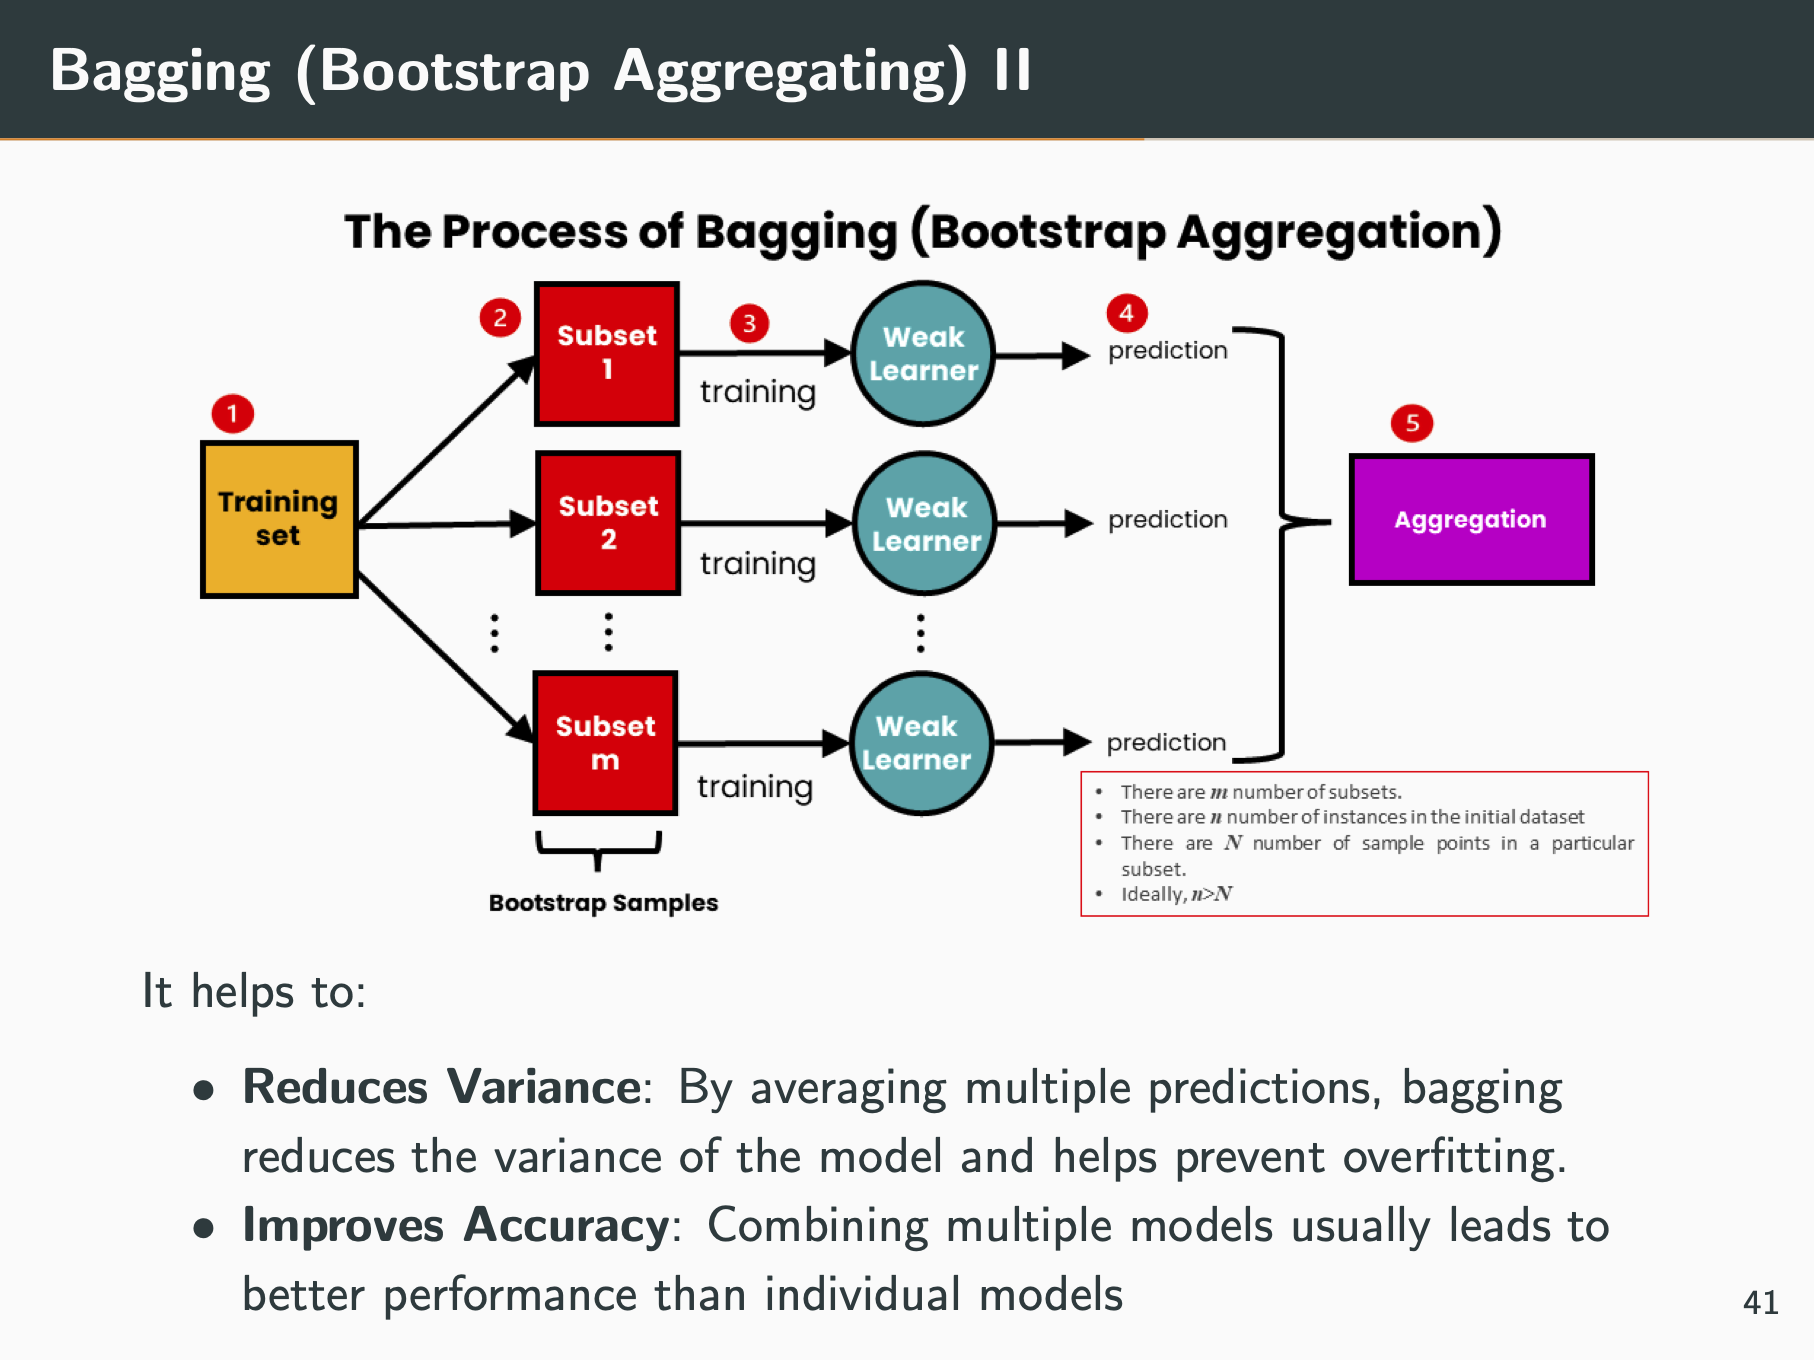 Bagging (Bootstrap Aggregating) II
The Process of Bagging (Bootstrap Aggregation)
1
Training
set
2
Subset
1
3
training
Weak
Learner
4
prediction
Subset
2
training
Weak
Learner
prediction
Subset
m
training
Weak
Learner
prediction
5
Aggregation
Bootstrap Samples
• There are m number of subsets.
• There are n number of instances in the initial dataset
• There are N number of sample points in a particular
subset.
• Ideally, n>N
It helps to:
• Reduces Variance: By averaging multiple predictions, bagging
reduces the variance of the model and helps prevent overfitting.
• Improves Accuracy: Combining multiple models usually leads to
better performance than individual models
41